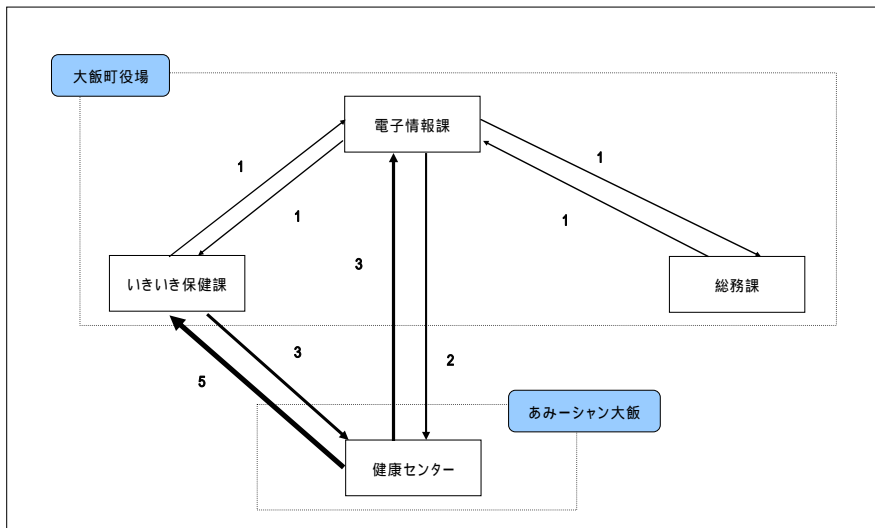 大飯町役場
電子情報課
1
1
1
1
3
いきいき保健課
総務課
3
2
5
あみーシャン大飯
健康センター